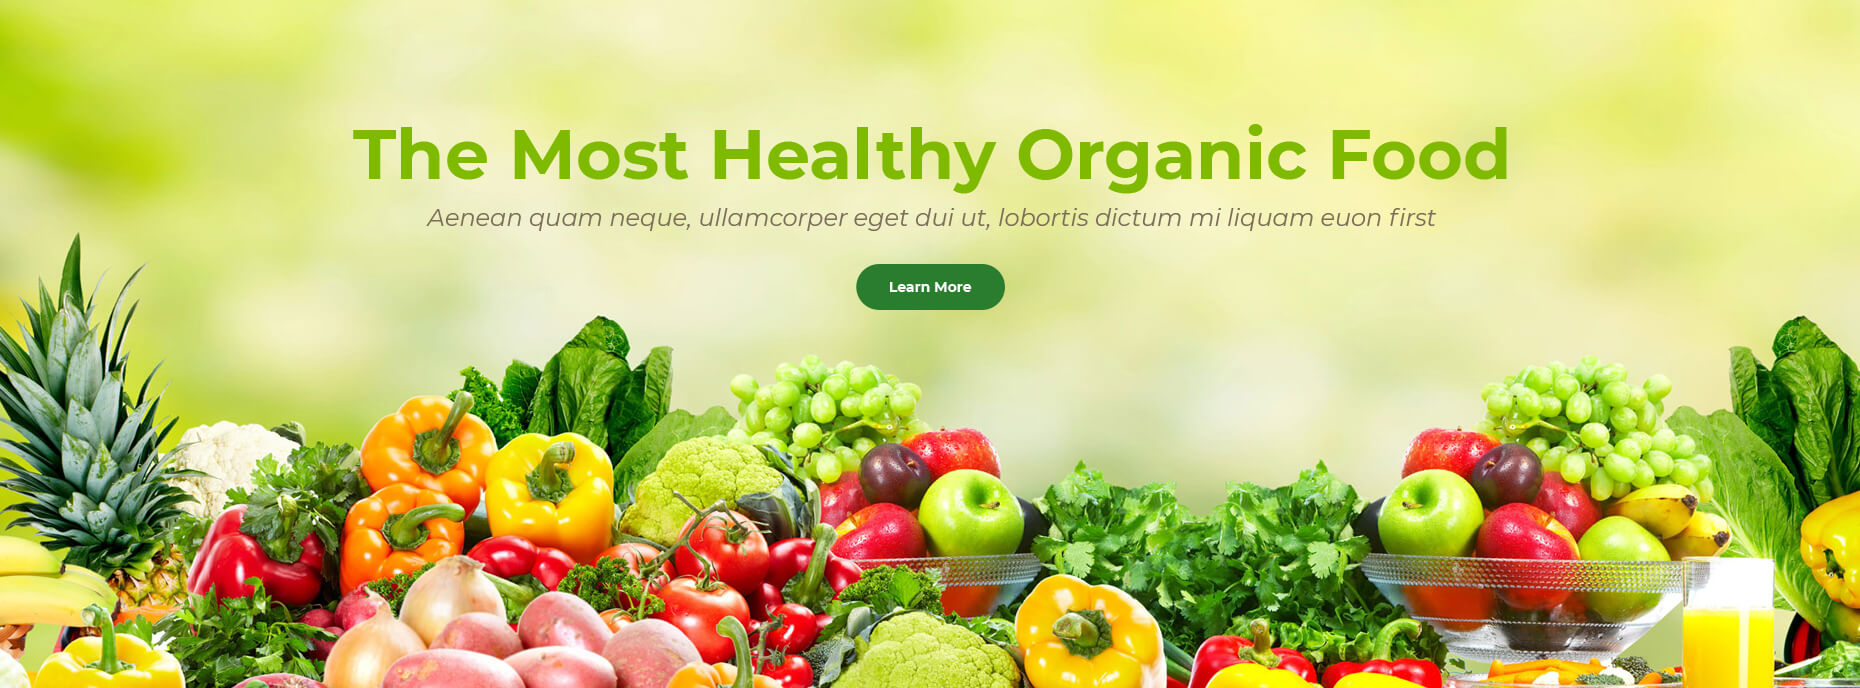 The Most Healthy Organic Food
Aenean quam neque, ullamcorper eget dui ut, lobortis dictum mi liquam euon first
Learn More